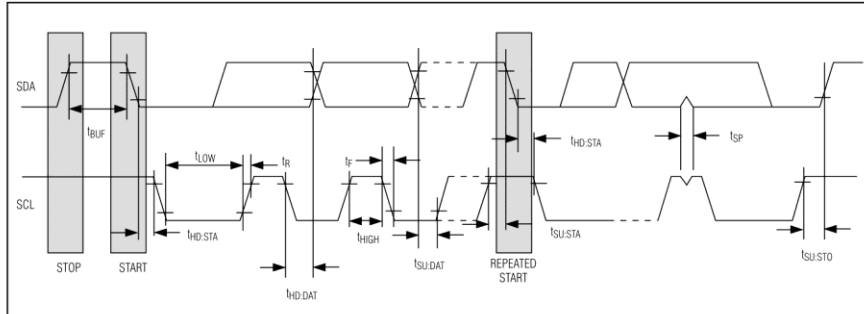 SDA
tBUF
tHD:STA
tSP
tLOW
tR
tF
SCL
tHD:STA
tHIGH
tSU:DAT
tSU:STA
tSU:STO
STOP
START
tHD:DAT
REPEATED
START